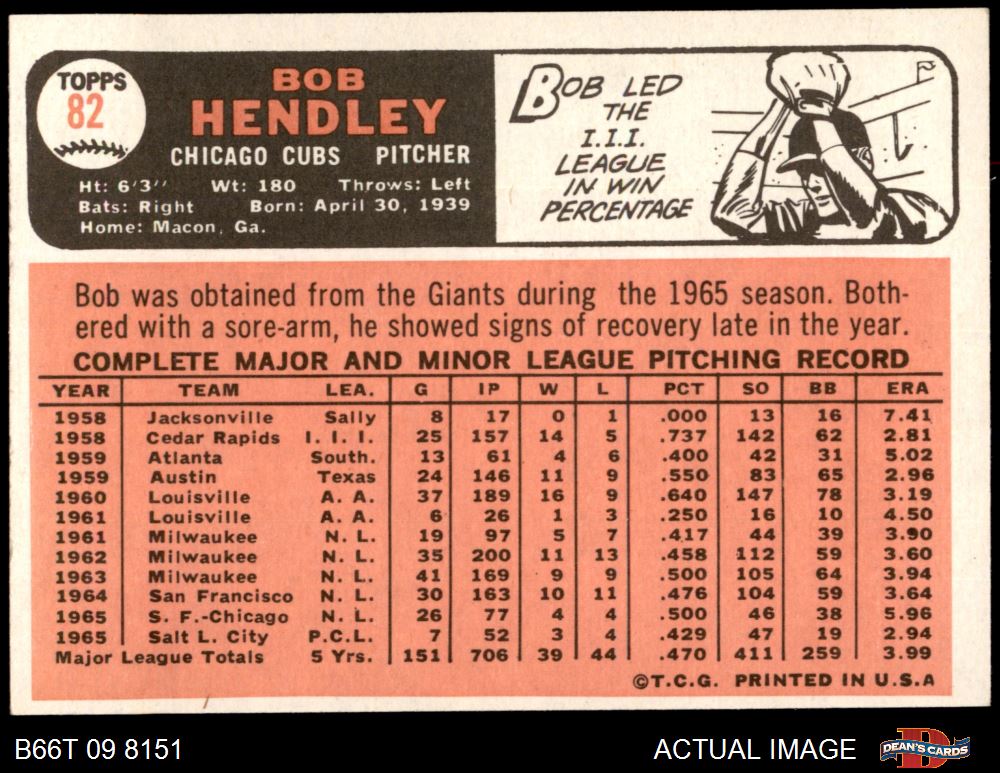 TOPPS
82
BOB
HENDLEY
CHICAGO CUBS PITCHER
Ht: 6'3" Wt: 180 Throws: Left
Bats: Right Born: April 30, 1939
Home: Macon, Ga.
BOB LED
THE
I.I.I.
LEAGUE
IN WIN
PERCENTAGE
Bob was obtained from the Giants during the 1965 season. Both-
ered with a sore-arm, he showed signs of recovery late in the year.
COMPLETE MAJOR AND MINOR LEAGUE PITCHING RECORD
YEAR TEAM LEA. G IP W L PCT SO BB ERA
1958 Jacksonville Sally 8 17 0 1 .000 13 16 7.41
1958 Cedar Rapids I. I. I. 25 157 14 5 .737 142 62 2.81
1959 Atlanta South. 13 61 4 6 .400 42 31 5.02
1959 Austin Texas 24 146 11 9 .550 83 65 2.96
1960 Louisville A. A. 37 189 16 9 .640 147 78 3.19
1961 Louisville A. A. 6 26 1 3 .250 16 10 4.50
1961 Milwaukee N. L. 19 97 5 7 .417 44 39 3.90
1962 Milwaukee N. L. 35 200 11 13 .458 112 59 3.60
1963 Milwaukee N. L. 41 169 9 9 .500 105 64 3.94
1964 San Francisco N. L. 30 163 10 11 .476 104 59 3.64
1965 S. F.-Chicago N. L. 26 77 4 4 .500 46 38 5.96
1965 Salt L. City P.C.L. 7 52 3 4 .429 47 19 2.94
Major League Totals 5 Yrs. 151 706 39 44 .470 411 259 3.99
©T.C.G. PRINTED IN U.S.A
B66T 09 8151 ACTUAL IMAGE DEAN'S CARDS